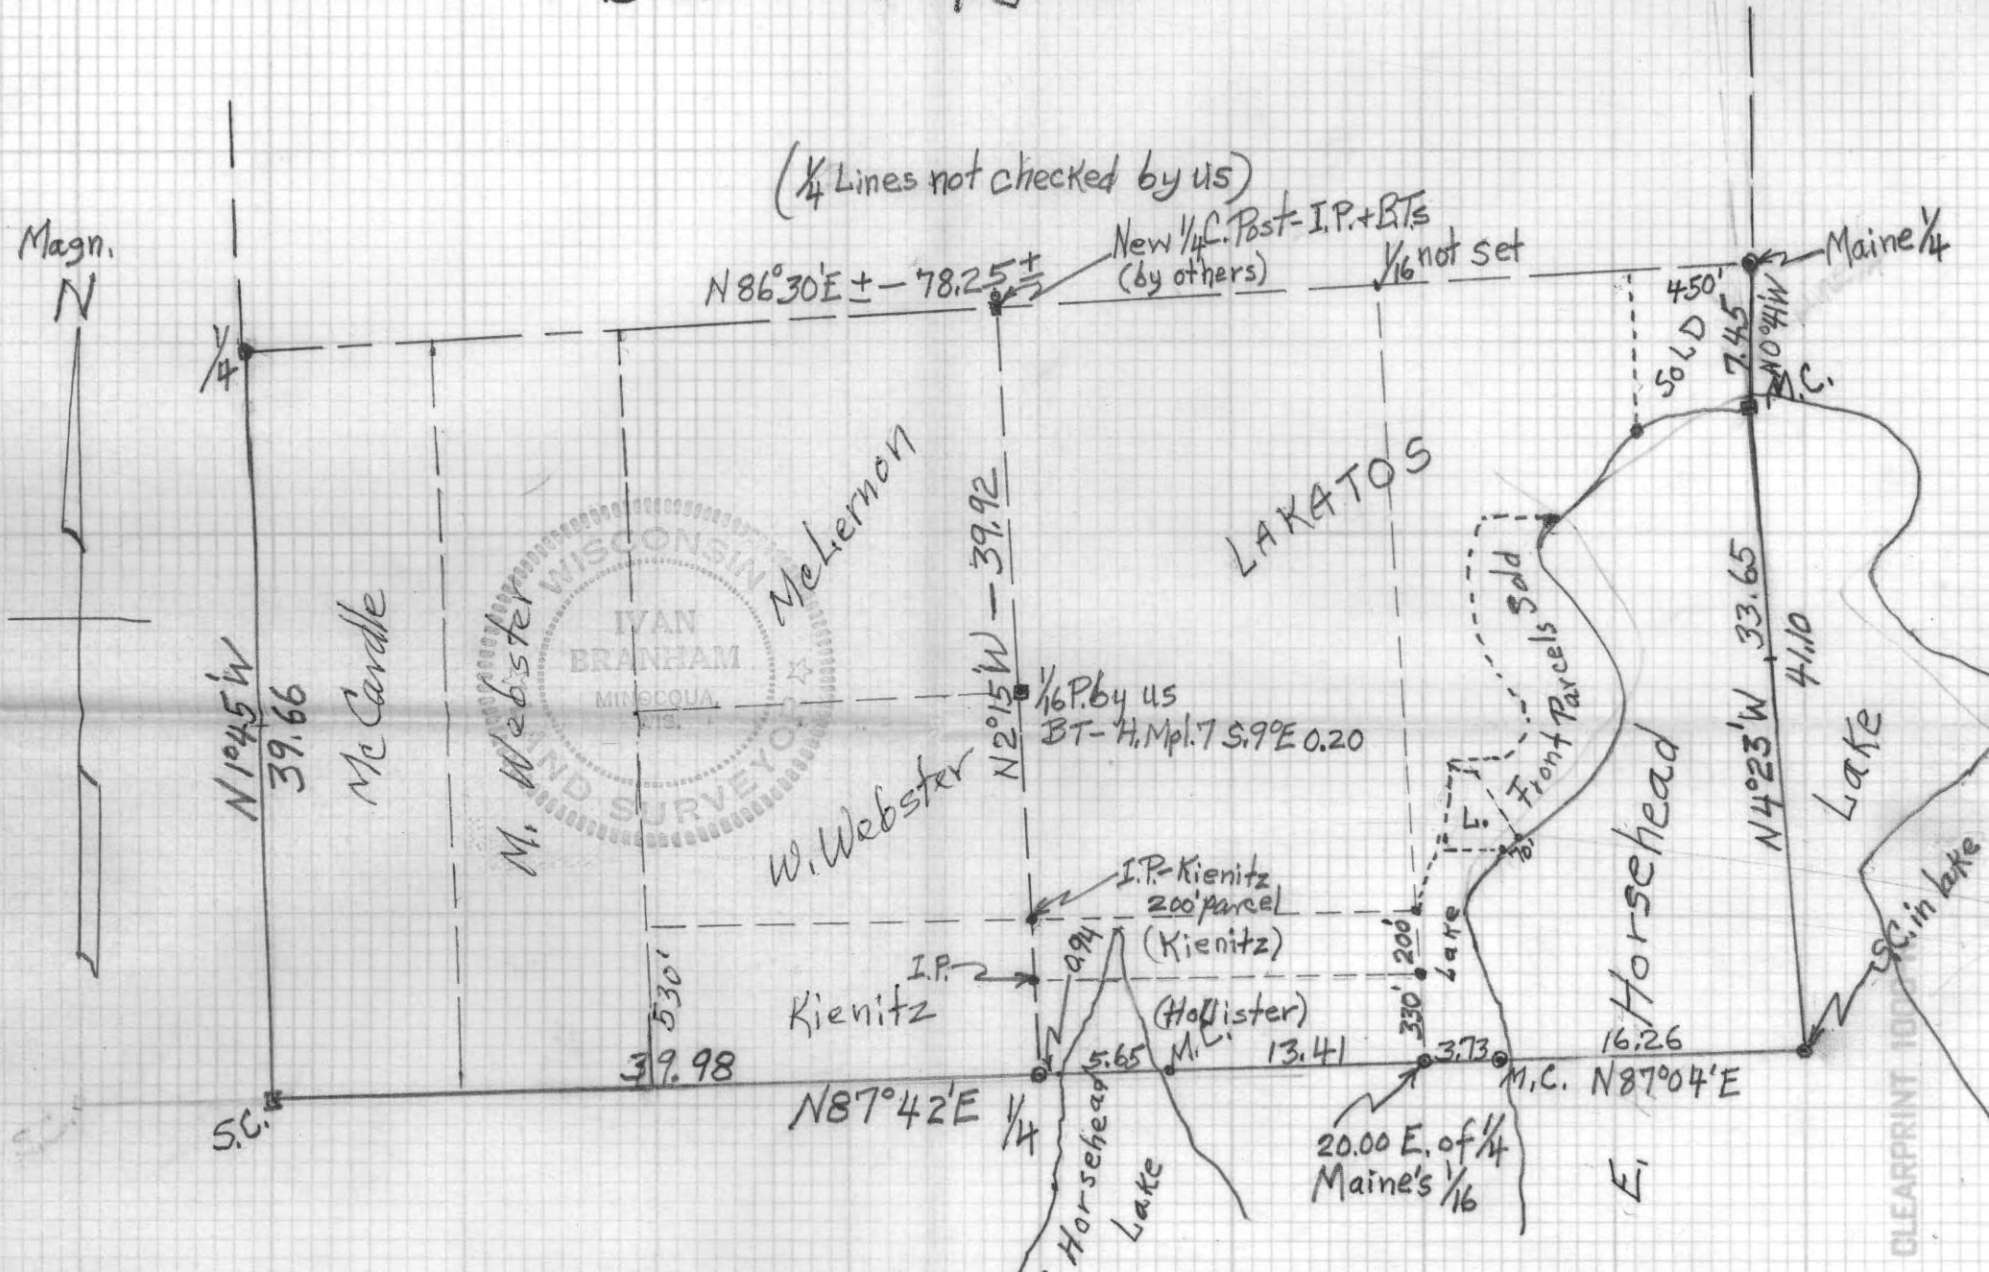 (1/4 Lines not checked by us)
Magn.
N
New 1/4 C. Post-I.P.+B.T.s
(by others)
1/16 not set
Maine 1/4
N86°30'E ± - 78.25 ±
450'
SOLD
7.45
N0°41'W
M.C.
1/4
McLernon
N2°15'W - 39.92
LAKATOS
Front Parcels Sold
33.65
41.10
N4°23'W
WISCONSIN
IVAN
BRANHAM
MINOCQUA,
WIS.
LAND SURVEYOR
N1°45'W
39.66
McCardle
M. Webster
W. Webster
1/16 P. by us
BT-H.Mpl.7 S.9°E 0.20
E. Horsehead
Lake
S.C. in lake
I.P.-Kienitz
200' parcel
(Kienitz)
200'
Lake
0.94
I.P.
Kienitz
530'
(Hollister)
330'
M.C.
39.98
5.65
13.41
3.73
16.26
S.C.
N87°42'E
1/4
M.C.
N87°04'E
Horsehead
Lake
20.00 E. of 1/4
Maine's 1/16